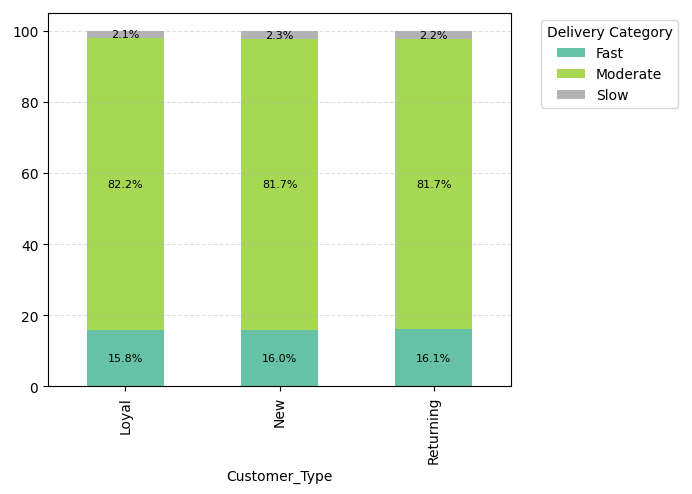 100
80
60
40
20
0
2.1%
2.3%
2.2%
82.2%
81.7%
81.7%
15.8%
16.0%
16.1%
Loyal
New
Returning
Customer_Type
Delivery Category
Fast
Moderate
Slow